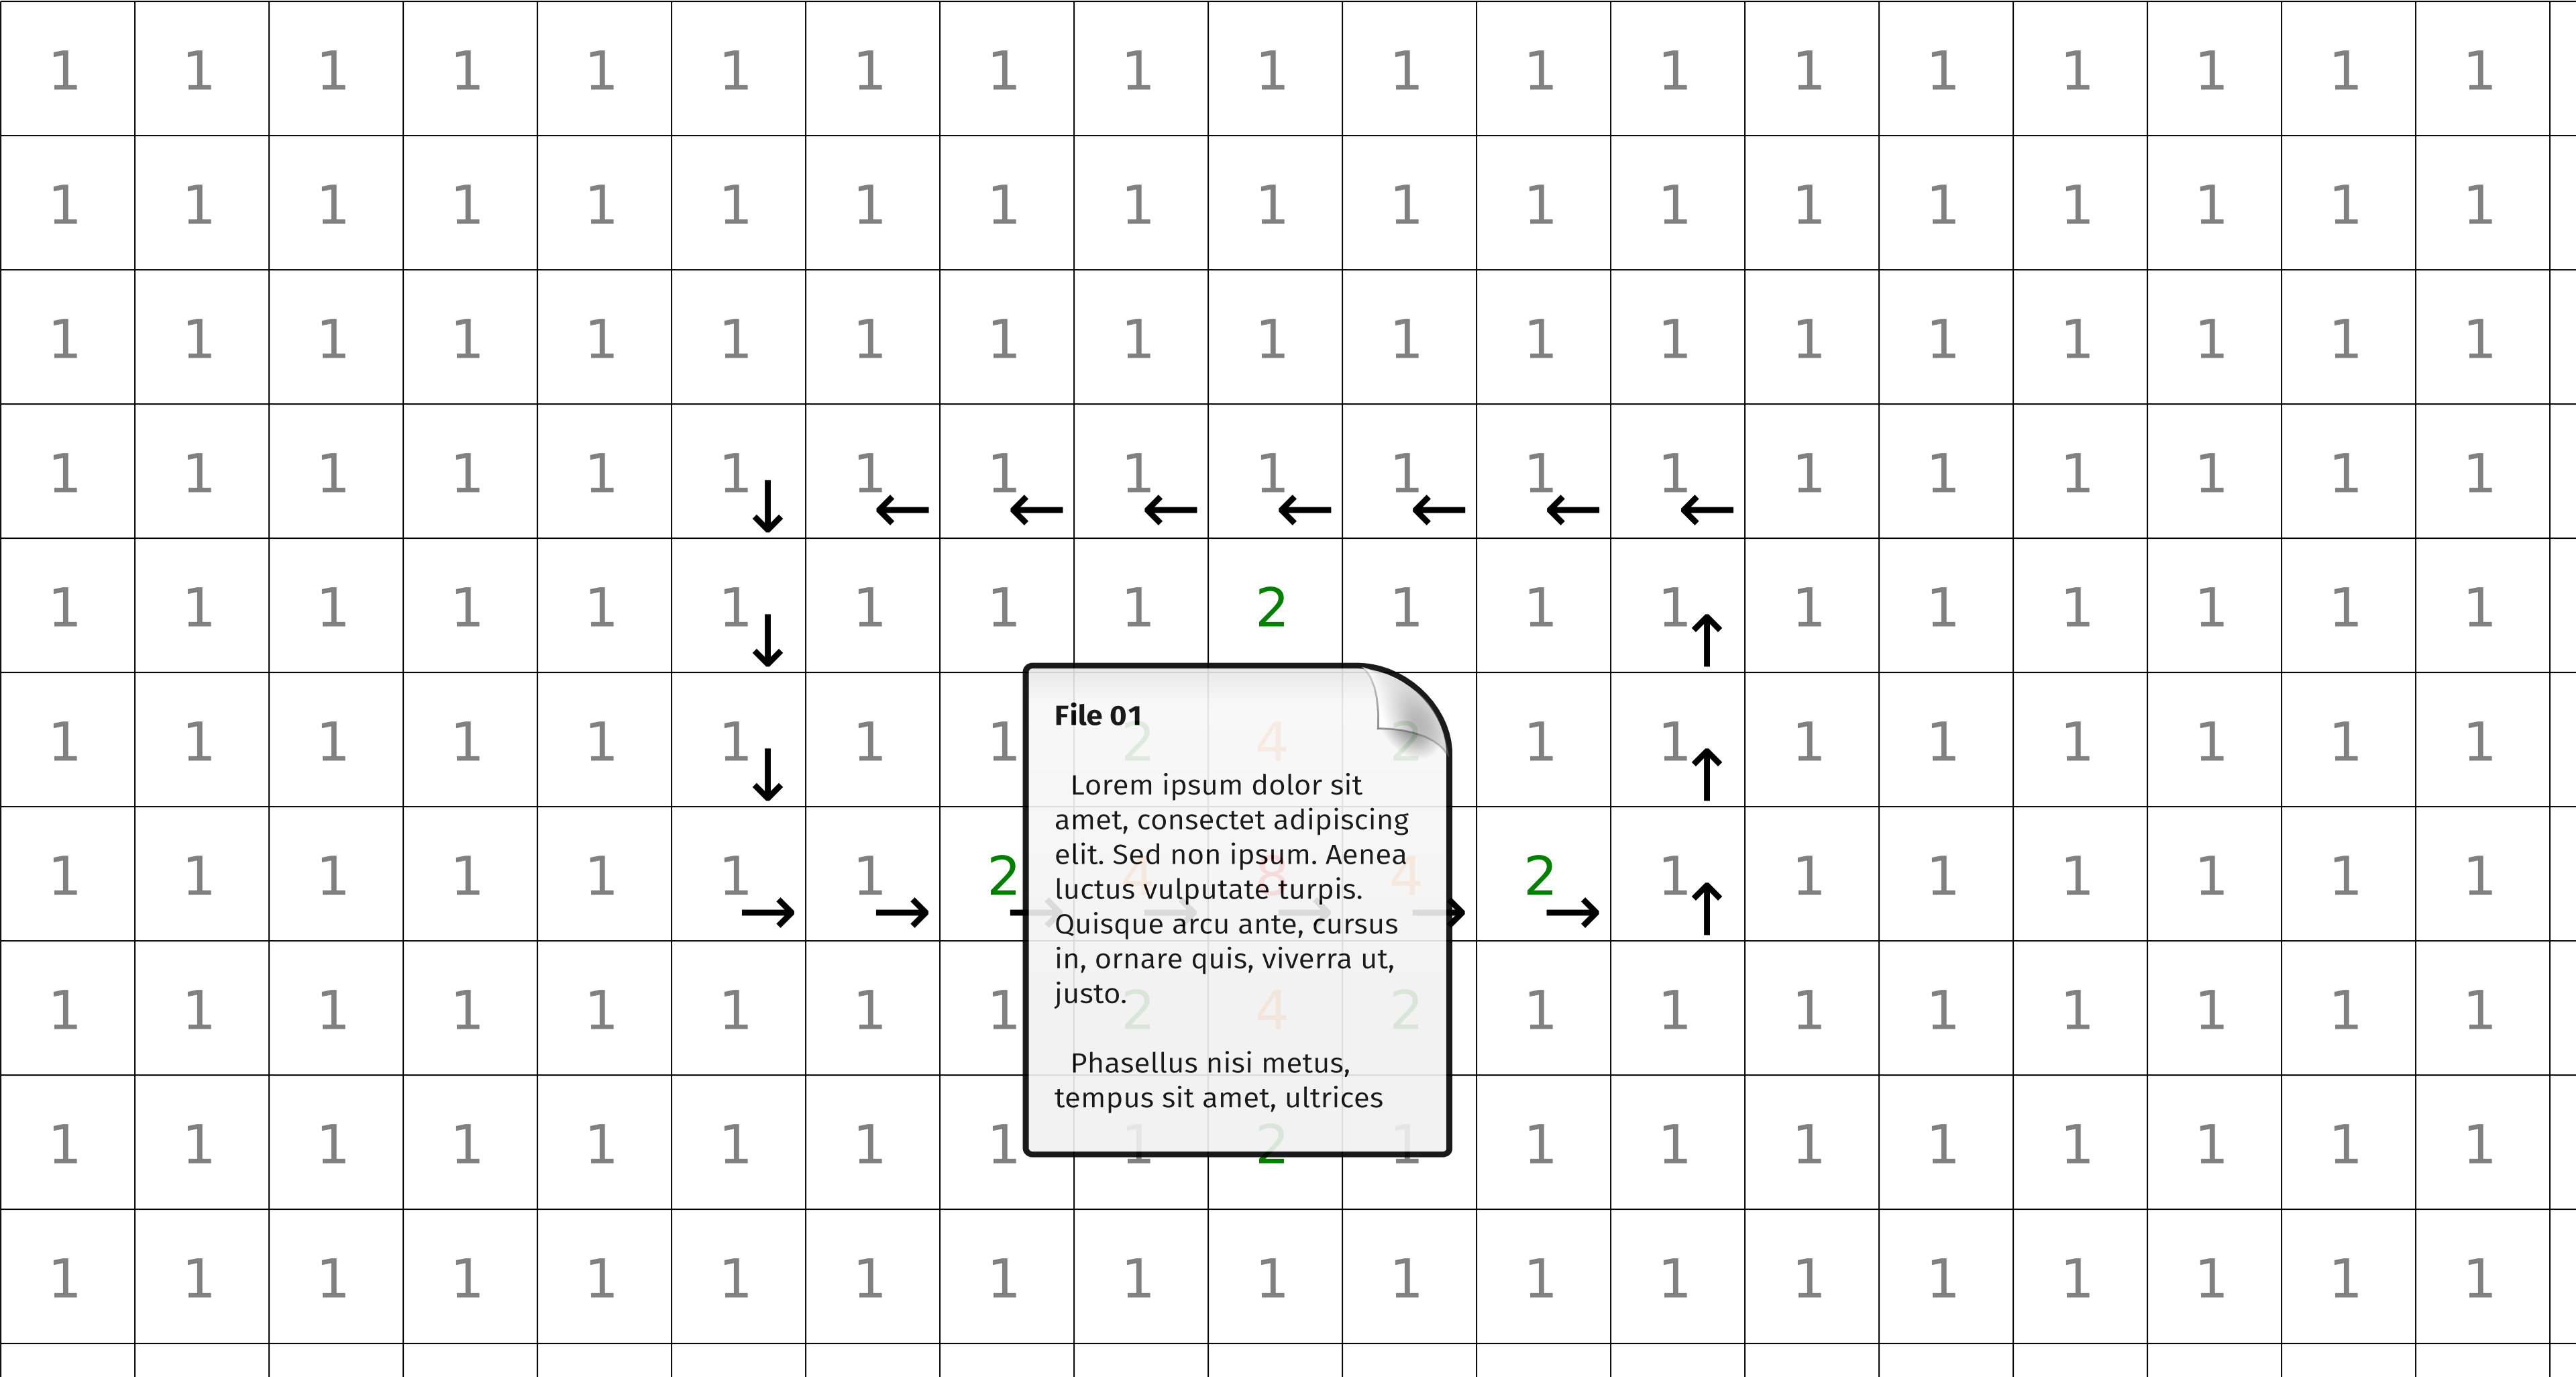 1 1 1 1 1 1 1 1 1 1 1 1 1 1 1 1 1 1 1
1 1 1 1 1 1 1 1 1 1 1 1 1 1 1 1 1 1 1
1 1 1 1 1 1 1 1 1 1 1 1 1 1 1 1 1 1 1
1 1 1 1 1 1 1 1 1 1 1 1 1 1 1 1 1 1 1
↓ ← ← ← ← ← ← ←
1 1 1 1 1 1 1 1 1 2 1 1 1 1 1 1 1 1 1
↓ ↑
1 1 1 1 1 1 1 1 2 4 2 1 1 1 1 1 1 1 1
↓ ↑
1 1 1 1 1 1 1 2 4 8 4 2 1 1 1 1 1 1 1
→ → → → → → → ↑
1 1 1 1 1 1 1 1 2 4 2 1 1 1 1 1 1 1 1
1 1 1 1 1 1 1 1 1 2 1 1 1 1 1 1 1 1 1
1 1 1 1 1 1 1 1 1 1 1 1 1 1 1 1 1 1 1
File 01
Lorem ipsum dolor sit
amet, consectet adipiscing
elit. Sed non ipsum. Aenea
luctus vulputate turpis.
Quisque arcu ante, cursus
in, ornare quis, viverra ut,
justo.
Phasellus nisi metus,
tempus sit amet, ultrices